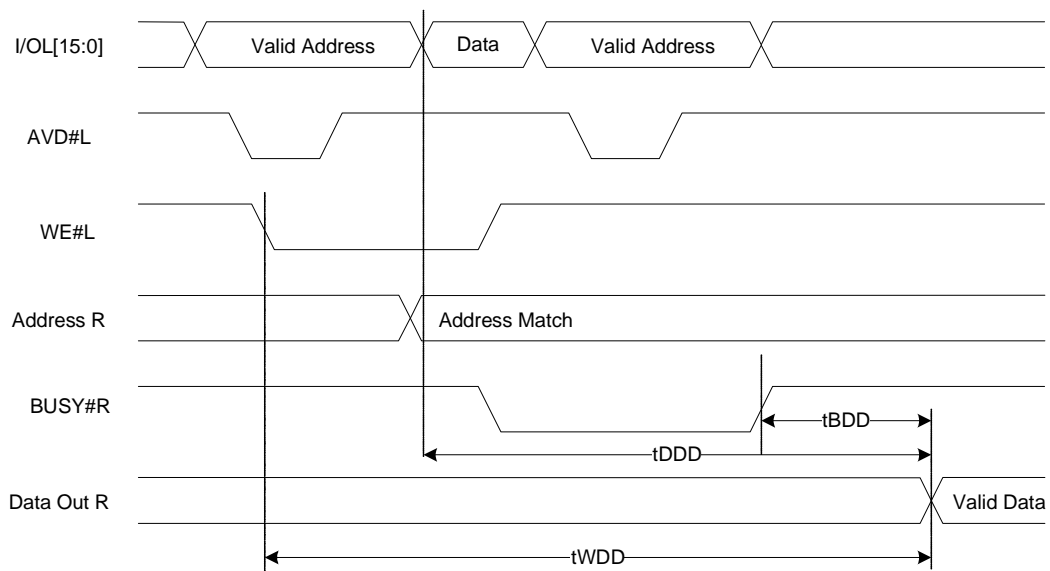 I/OL[15:0] Valid Address Data Valid Address
AVD#L
WE#L
Address R Address Match
BUSY#R
tBDD
tDDD
Data Out R Valid Data
tWDD